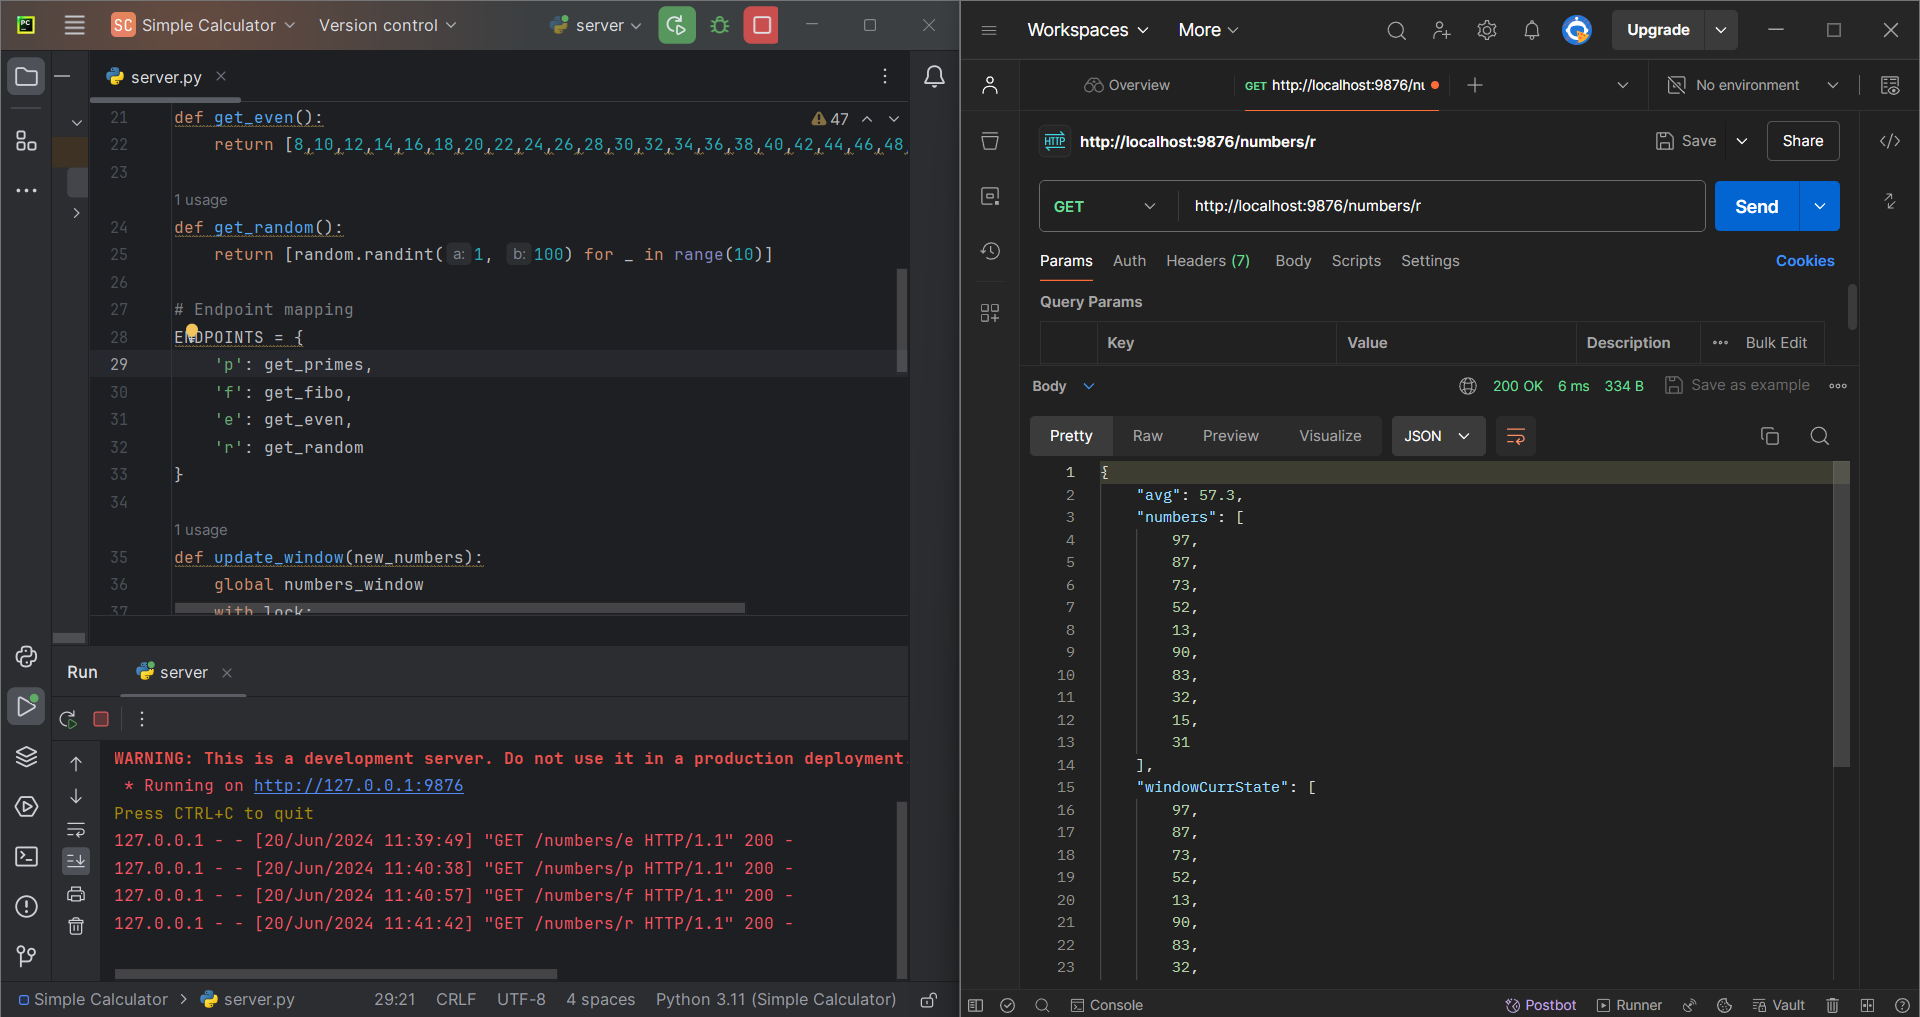 PC SC Simple Calculator Version control server
server.py
47
21 def get_even():
22 return [8,10,12,14,16,18,20,22,24,26,28,30,32,34,36,38,40,42,44,46,48,
23
1 usage
24 def get_random():
25 return [random.randint( a: 1, b: 100) for _ in range(10)]
26
27 # Endpoint mapping
28 ENDPOINTS = {
29 'p': get_primes,
30 'f': get_fibo,
31 'e': get_even,
32 'r': get_random
33 }
34
1 usage
35 def update_window(new_numbers):
36 global numbers_window
37 with lock:
Run server
WARNING: This is a development server. Do not use it in a production deployment
* Running on http://127.0.0.1:9876
Press CTRL+C to quit
127.0.0.1 - - [20/Jun/2024 11:39:49] "GET /numbers/e HTTP/1.1" 200 -
127.0.0.1 - - [20/Jun/2024 11:40:38] "GET /numbers/p HTTP/1.1" 200 -
127.0.0.1 - - [20/Jun/2024 11:40:57] "GET /numbers/f HTTP/1.1" 200 -
127.0.0.1 - - [20/Jun/2024 11:41:42] "GET /numbers/r HTTP/1.1" 200 -
Simple Calculator > server.py 29:21 CRLF UTF-8 4 spaces Python 3.11 (Simple Calculator)
Workspaces More Upgrade
Overview GET http://localhost:9876/nu No environment
HTTP http://localhost:9876/numbers/r Save Share
GET http://localhost:9876/numbers/r Send
Params Auth Headers (7) Body Scripts Settings Cookies
Query Params
Key Value Description Bulk Edit
Body 200 OK 6 ms 334 B Save as example
Pretty Raw Preview Visualize JSON
1 {
2 "avg": 57.3,
3 "numbers": [
4 97,
5 87,
6 73,
7 52,
8 13,
9 90,
10 83,
11 32,
12 15,
13 31
14 ],
15 "windowCurrState": [
16 97,
17 87,
18 73,
19 52,
20 13,
21 90,
22 83,
23 32,
Console Postbot Runner Vault